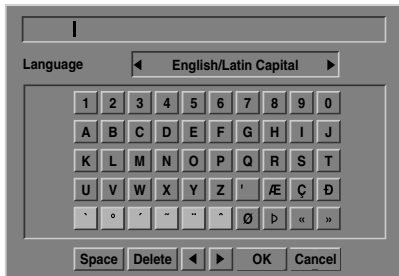 Language ◀ English/Latin Capital ▶
1 2 3 4 5 6 7 8 9 0
A B C D E F G H I J
K L M N O P Q R S T
U V W X Y Z ' Æ Ç Ð
` ° ´ ˜ ¨ ˆ Ø Þ « »
Space Delete ◀ ▶ OK Cancel